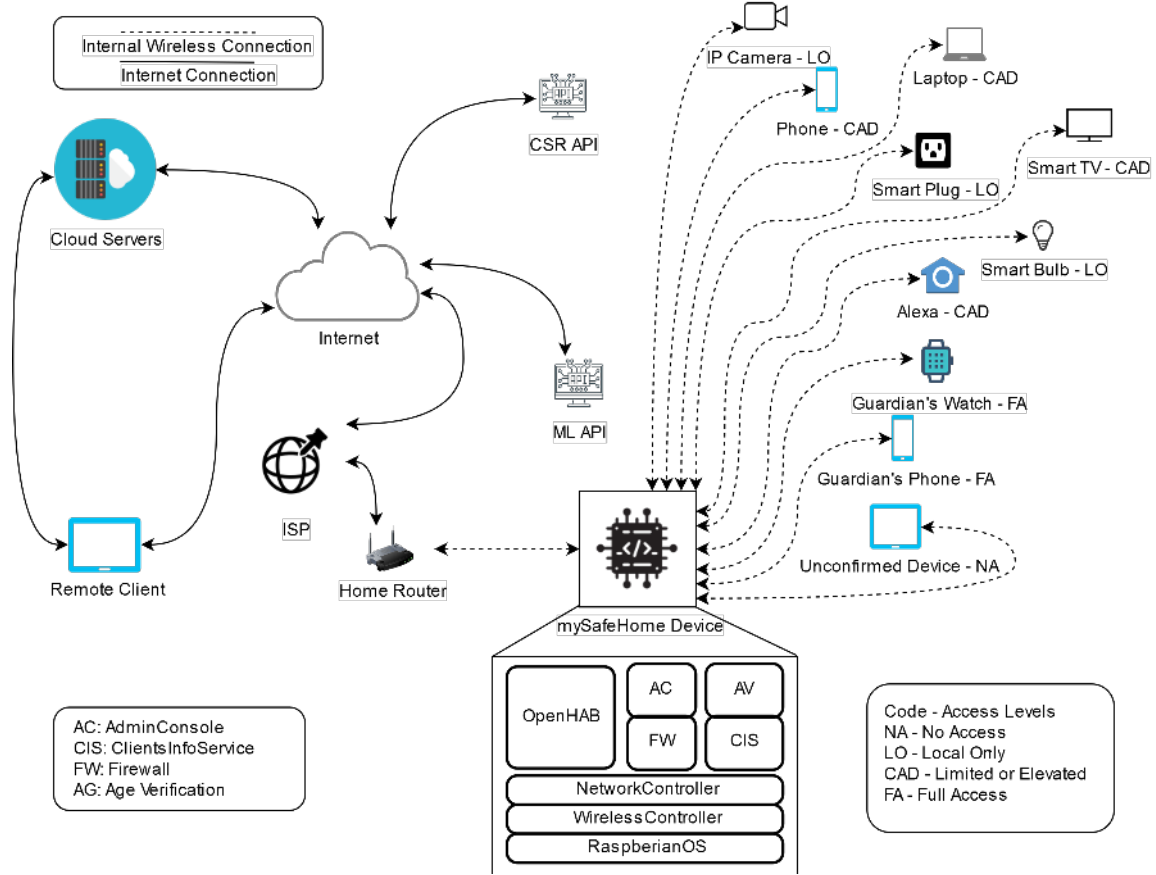 Internal Wireless Connection
Internet Connection
IP Camera - LO
Laptop - CAD
Phone - CAD
API
CSR API
Smart Plug - LO
Smart TV - CAD
Cloud Servers
Smart Bulb - LO
Alexa - CAD
Internet
API
ML API
Guardian's Watch - FA
Guardian's Phone - FA
ISP
</>
Unconfirmed Device - NA
Remote Client
Home Router
mySafeHome Device
OpenHAB
AC
AV
FW
CIS
NetworkController
WirelessController
RaspberianOS
AC: AdminConsole
CIS: ClientsInfoService
FW: Firewall
AG: Age Verification
Code - Access Levels
NA - No Access
LO - Local Only
CAD - Limited or Elevated
FA - Full Access